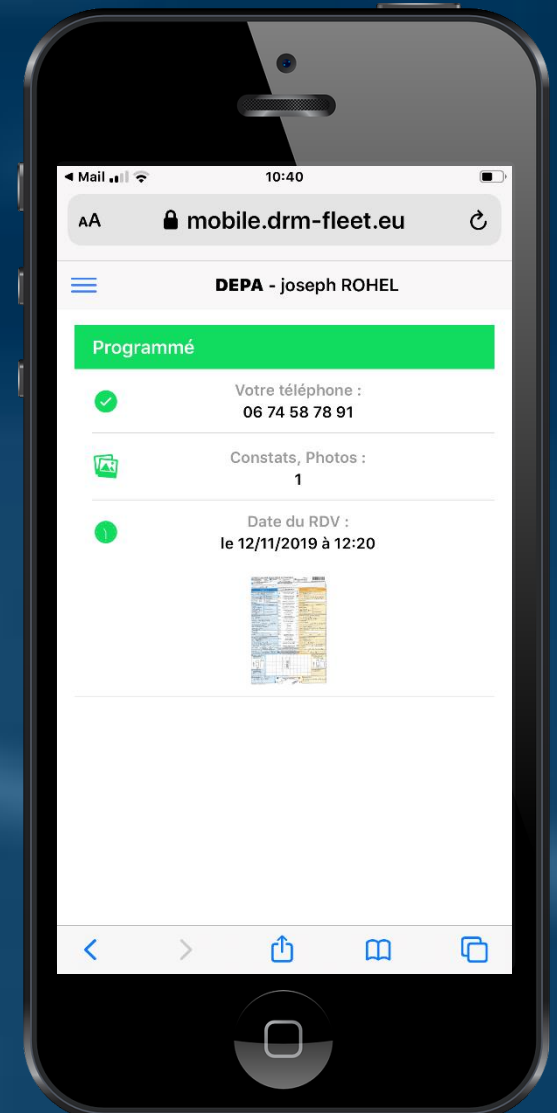 Mail
10:40
AA mobile.drm-fleet.eu
DEPA - joseph ROHEL
Programmé
Votre téléphone :
06 74 58 78 91
Constats, Photos :
1
Date du RDV :
le 12/11/2019 à 12:20